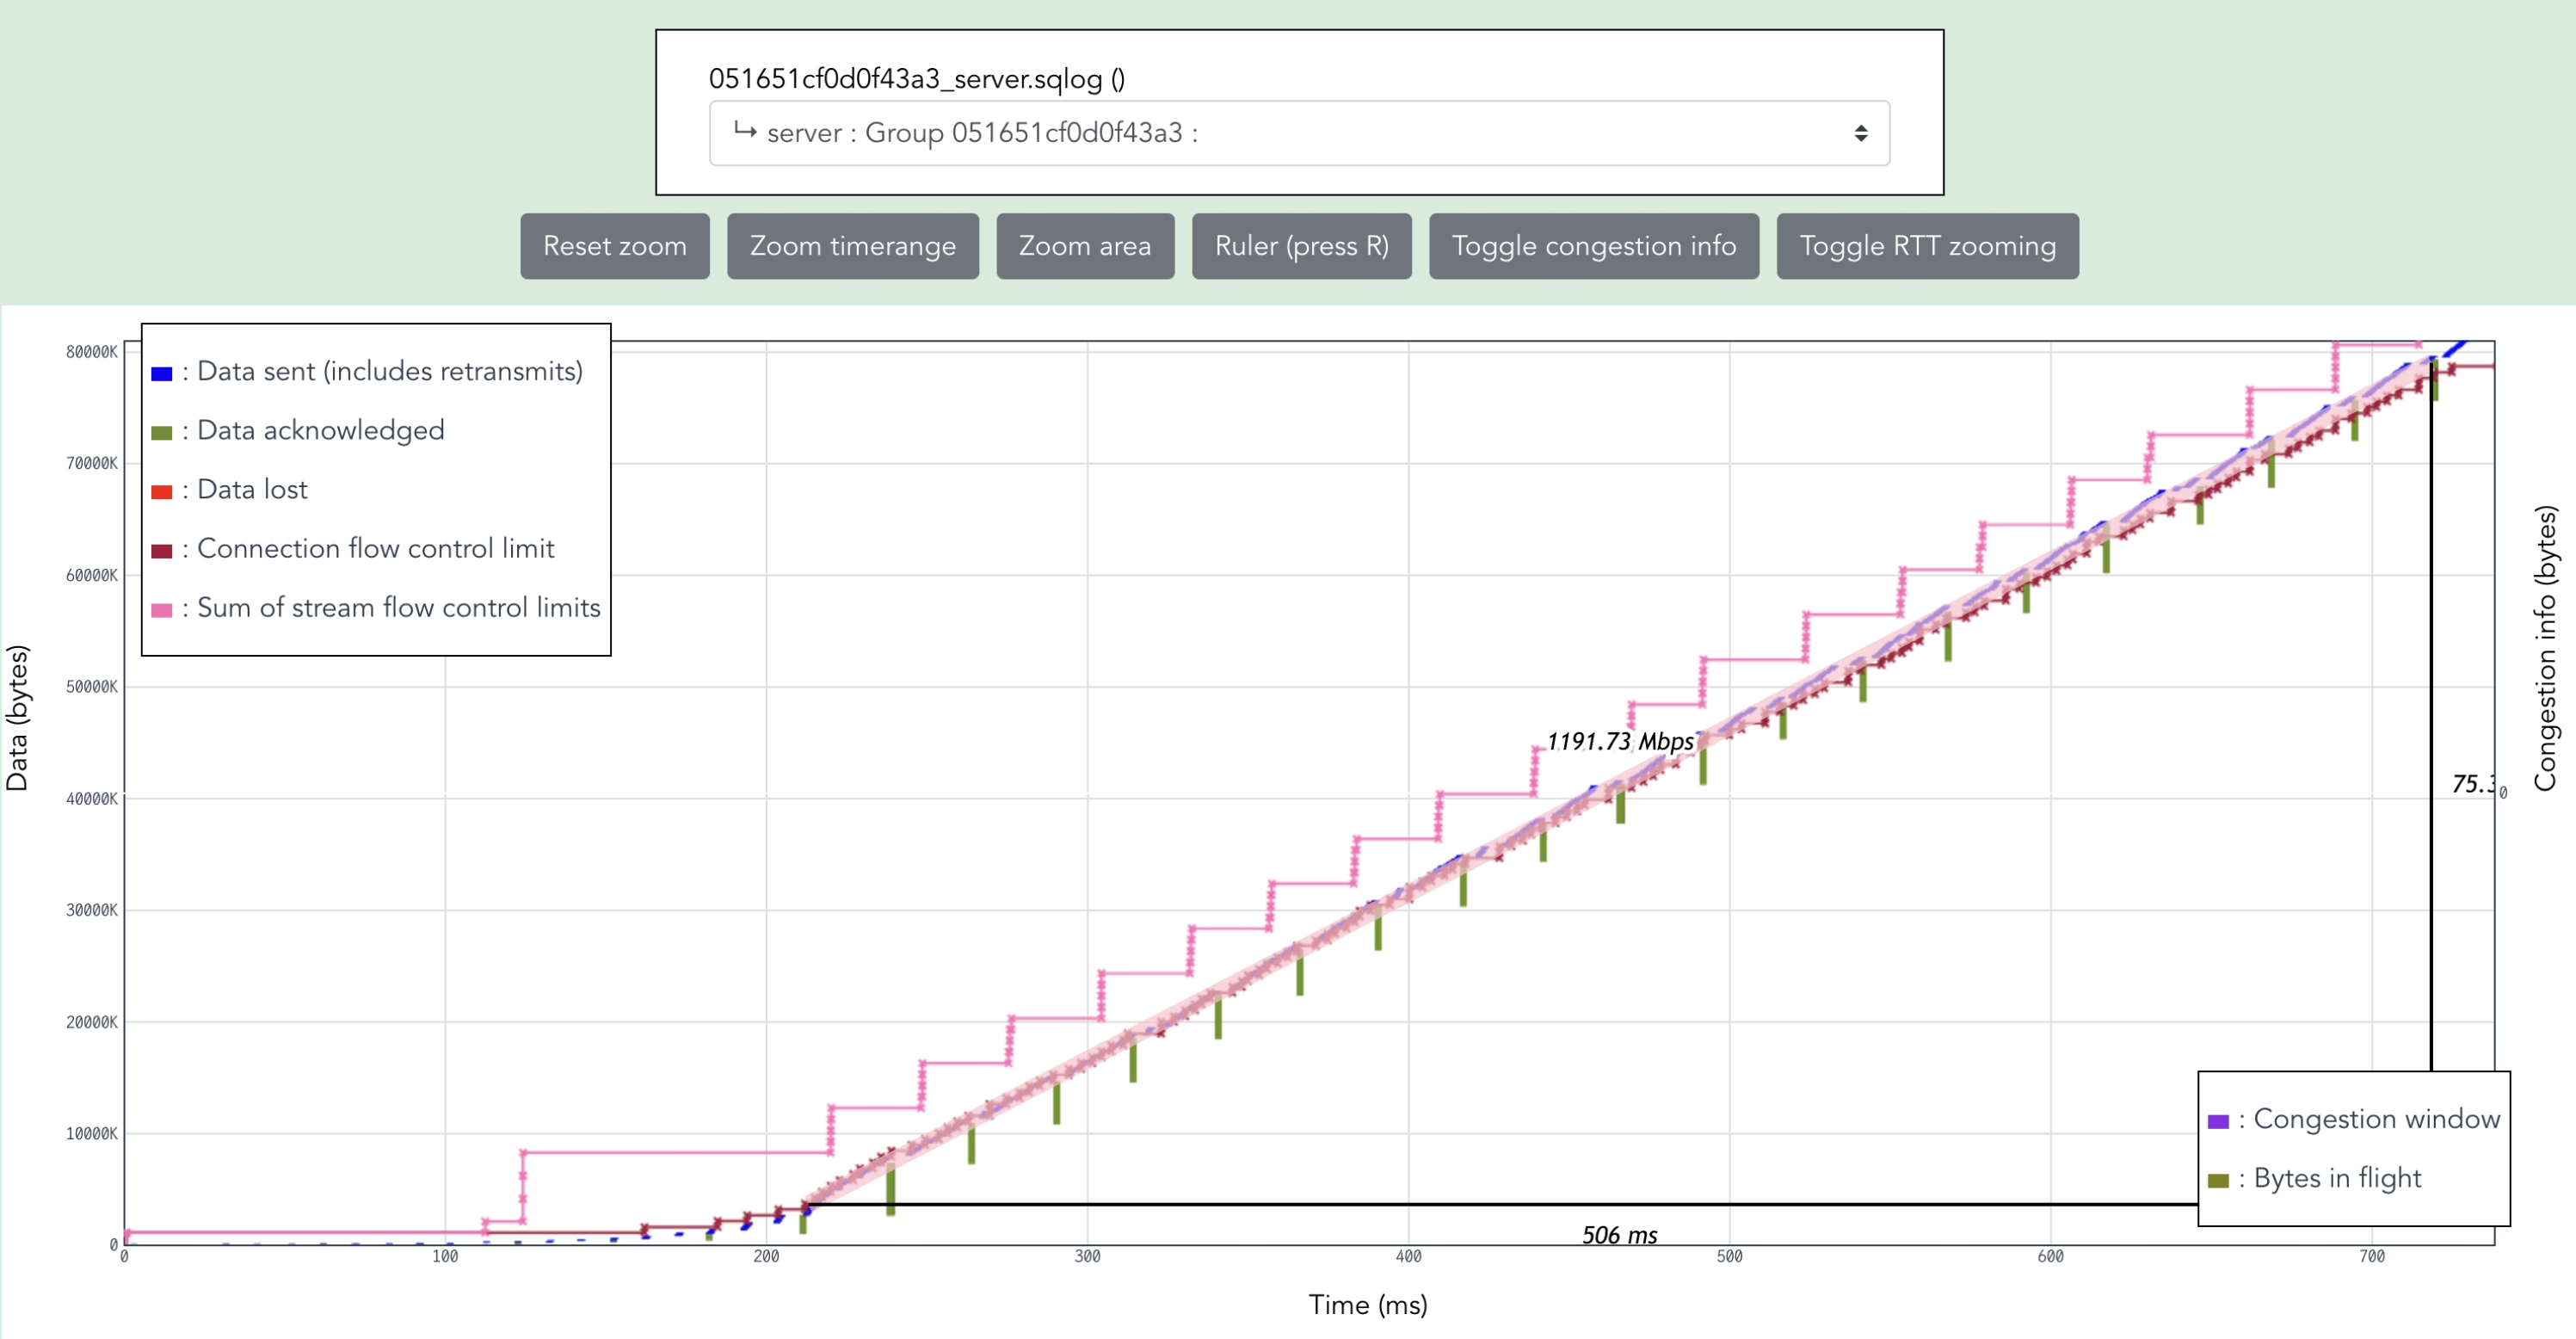 051651cf0d0f43a3_server.sqlog ()
↳ server : Group 051651cf0d0f43a3 :
Reset zoom
Zoom timerange
Zoom area
Ruler (press R)
Toggle congestion info
Toggle RTT zooming
: Data sent (includes retransmits)
: Data acknowledged
: Data lost
: Connection flow control limit
: Sum of stream flow control limits
80000K
70000K
60000K
50000K
40000K
30000K
20000K
10000K
0
Data (bytes)
1191.73 Mbps
75.3
0
Congestion info (bytes)
: Congestion window
: Bytes in flight
506 ms
0
100
200
300
400
500
600
700
Time (ms)